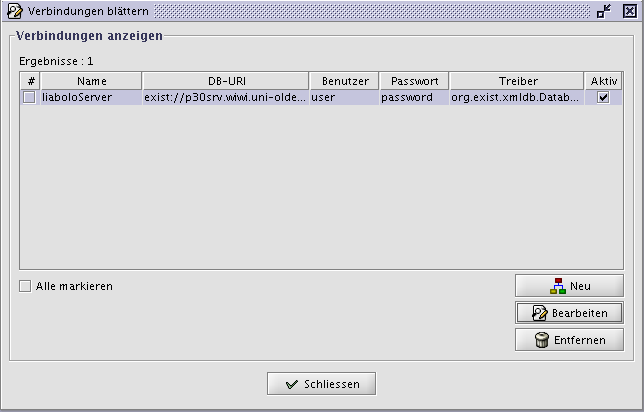 Verbindungen blättern
Verbindungen anzeigen
Ergebnisse : 1
# Name DB-URI Benutzer Passwort Treiber Aktiv
liaboloServer exist://p30srv.wiwi.uni-olde... user password org.exist.xmldb.Datab...
Alle markieren
Neu
Bearbeiten
Entfernen
Schliessen